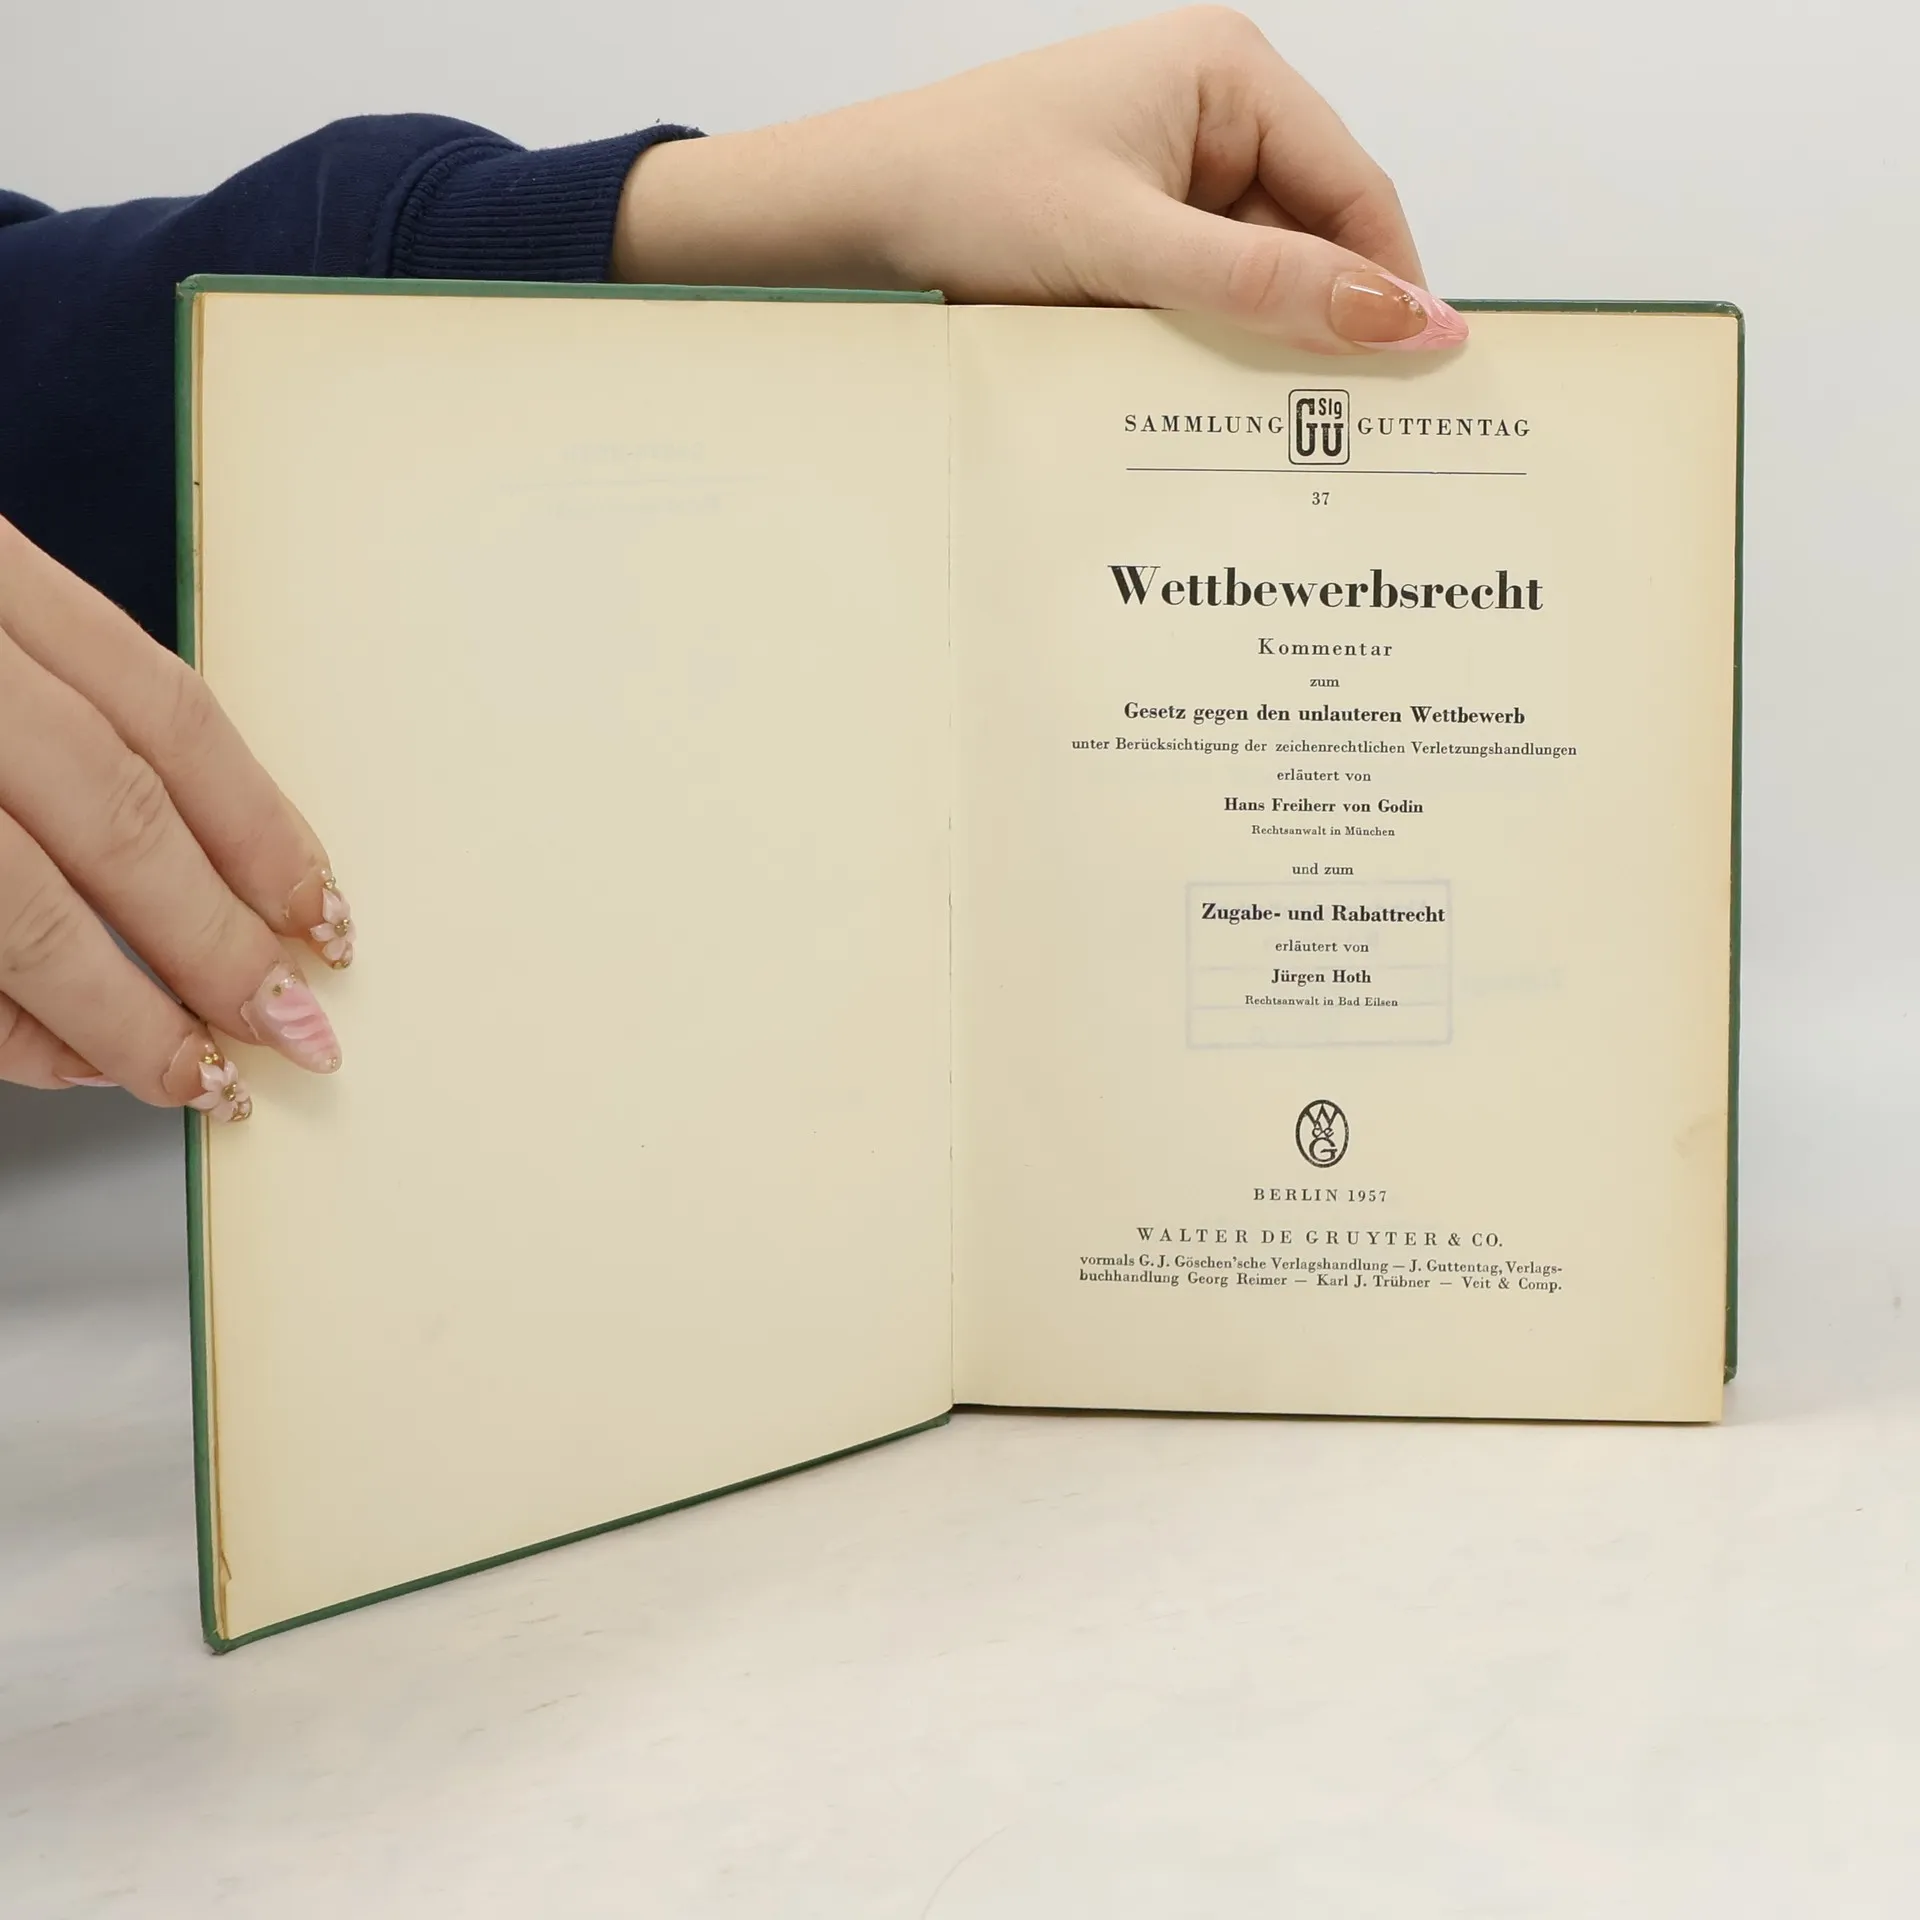 SAMMLUNG Slg GU GUTTENTAG
37
Wettbewerbsrecht
Kommentar
zum
Gesetz gegen den unlauteren Wettbewerb
unter Berücksichtigung der zeichenrechtlichen Verletzungshandlungen
erläutert von
Hans Freiherr von Godin
Rechtsanwalt in München
und zum
Zugabe- und Rabattrecht
erläutert von
Jürgen Hoth
Rechtsanwalt in Bad Eilsen
W de G
BERLIN 1957
WALTER DE GRUYTER & CO.
vormals G. J. Göschen'sche Verlagshandlung — J. Guttentag, Verlags-
buchhandlung Georg Reimer — Karl J. Trübner — Veit & Comp.